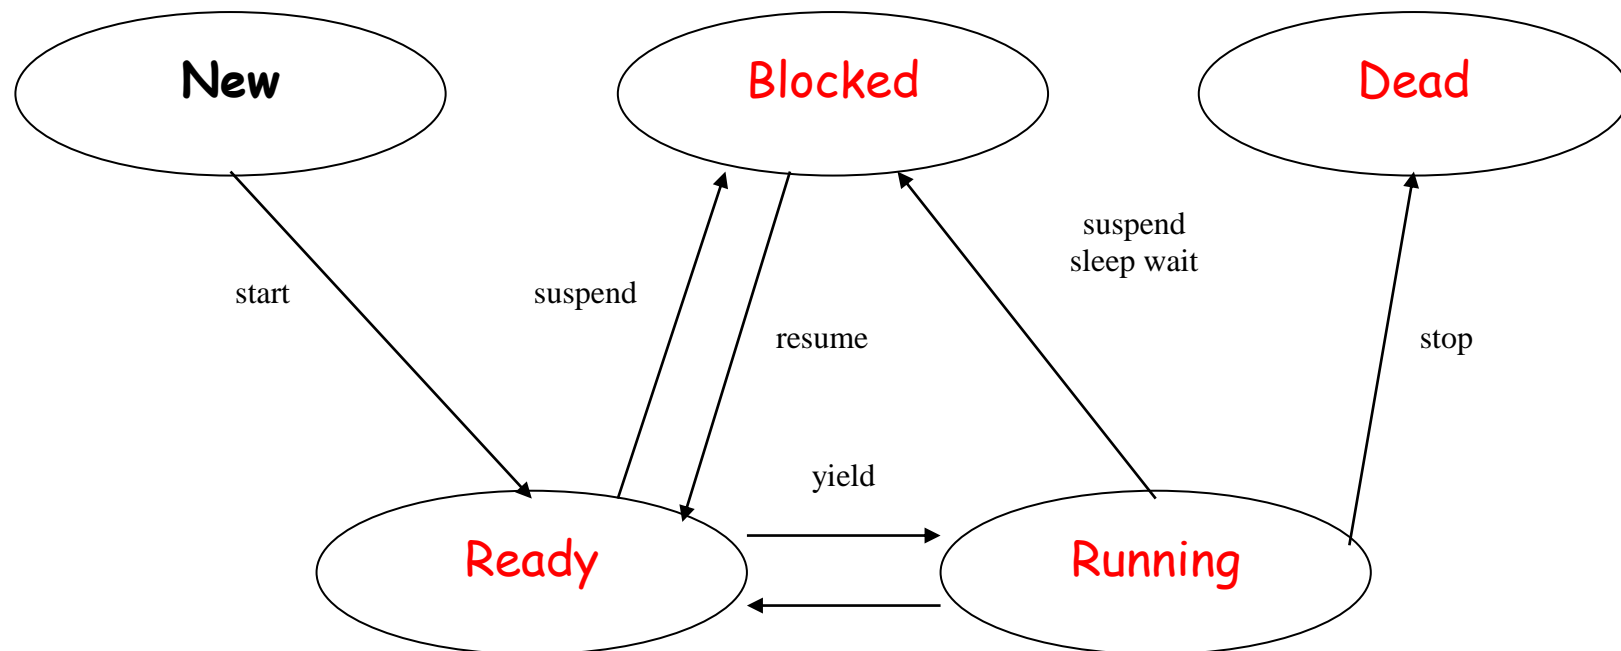 New
Blocked
Dead
suspend
sleep wait
start
suspend
resume
stop
yield
Ready
Running